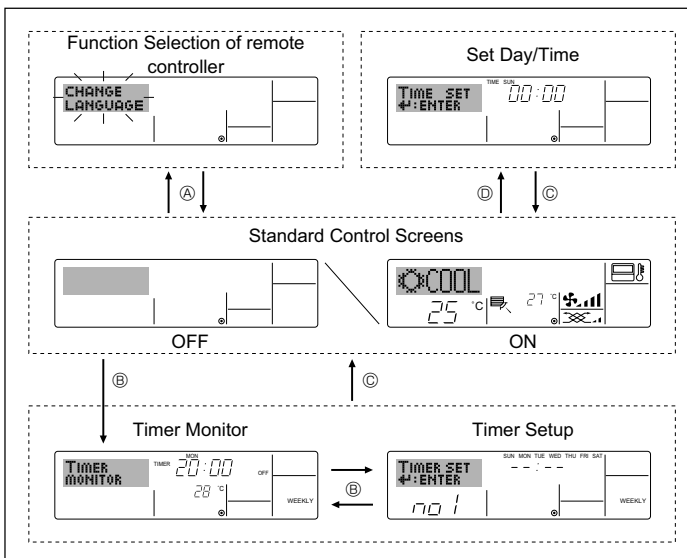 Function Selection of remote
controller
CHANGE
LANGUAGE
Set Day/Time
TIME SUN
TIME SET
:ENTER
00:00
Ⓐ
Ⓓ
Ⓒ
Standard Control Screens
COOL
25 °C
27 °C
OFF
ON
Ⓑ
Ⓒ
Timer Monitor
MON
TIMER
MONITOR
TIMER
20:00
OFF
28 °C
WEEKLY
Ⓑ
Timer Setup
SUN MON TUE WED THU FRI SAT
TIMER SET
:ENTER
--:--
no 1
WEEKLY